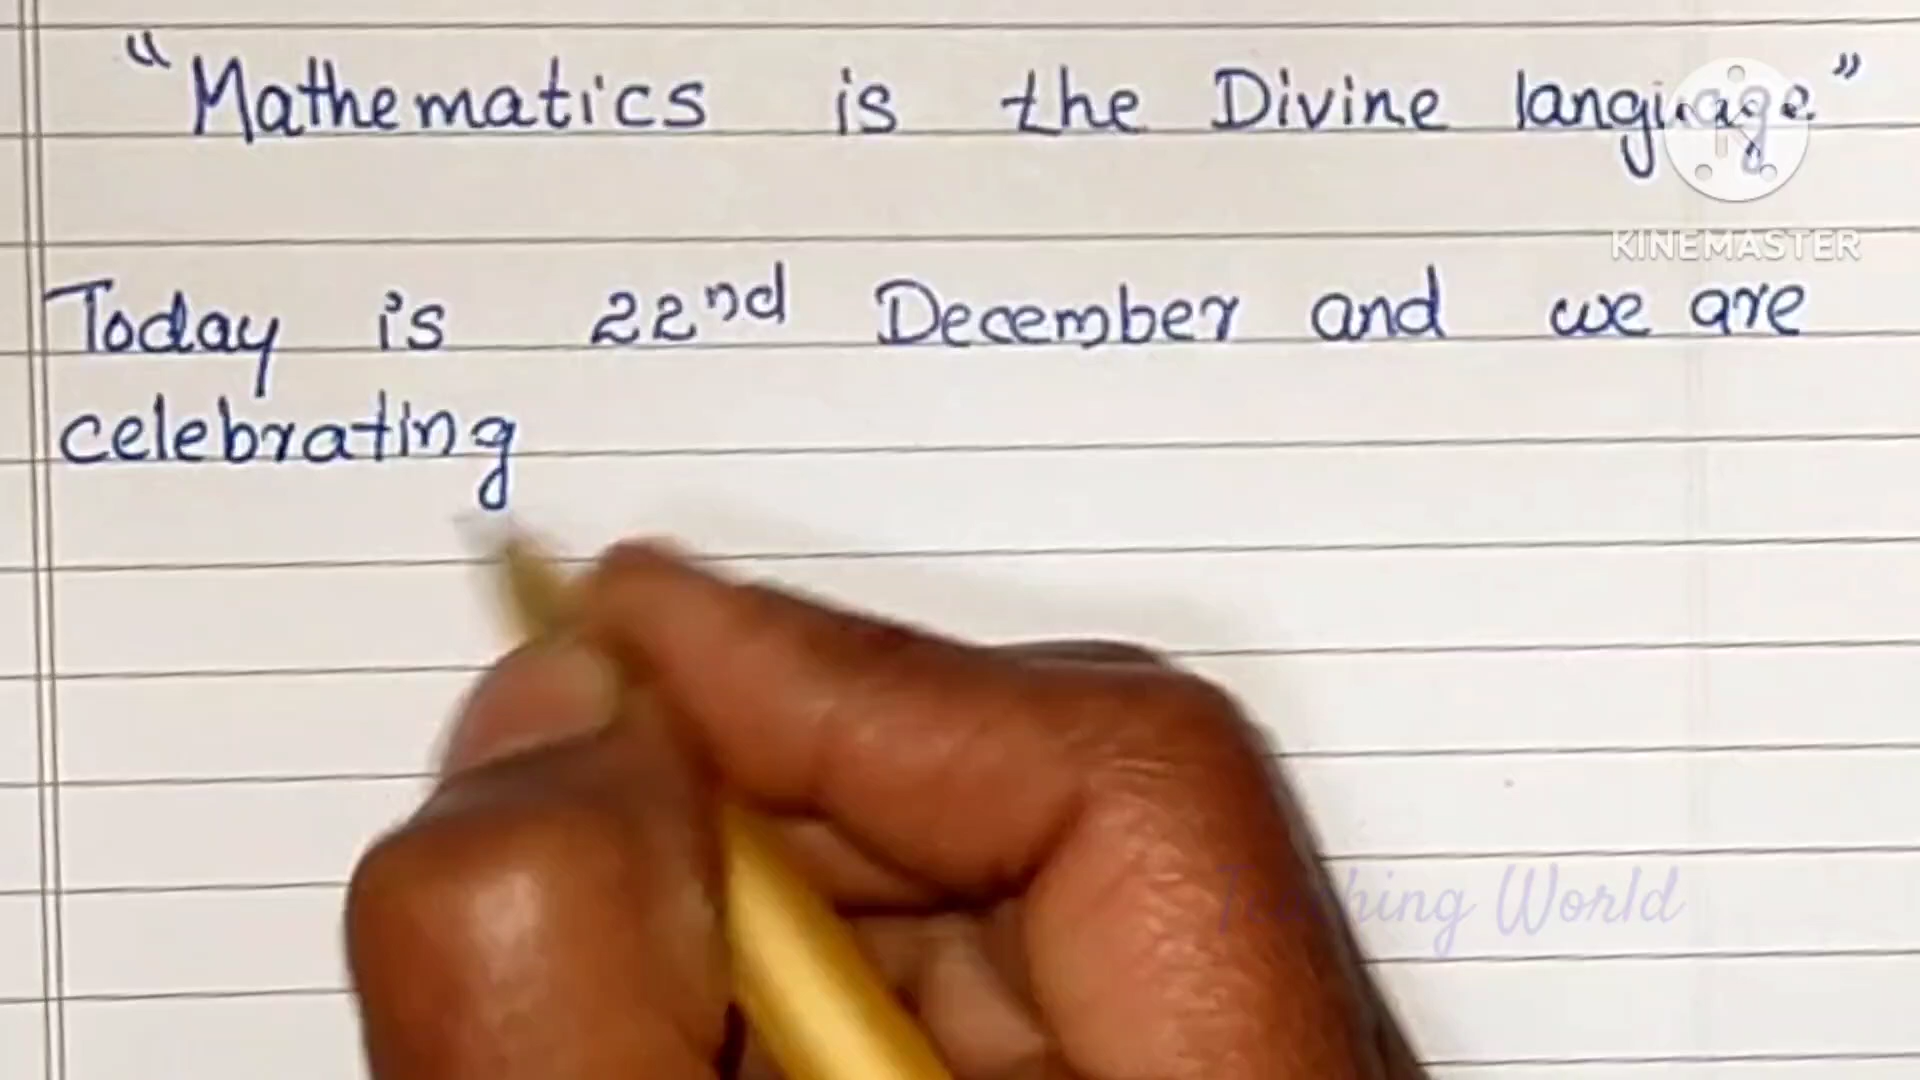 “Mathematics is the Divine language”
KINEMASTER
Today is 22nd December and we are
celebrating
Teaching World